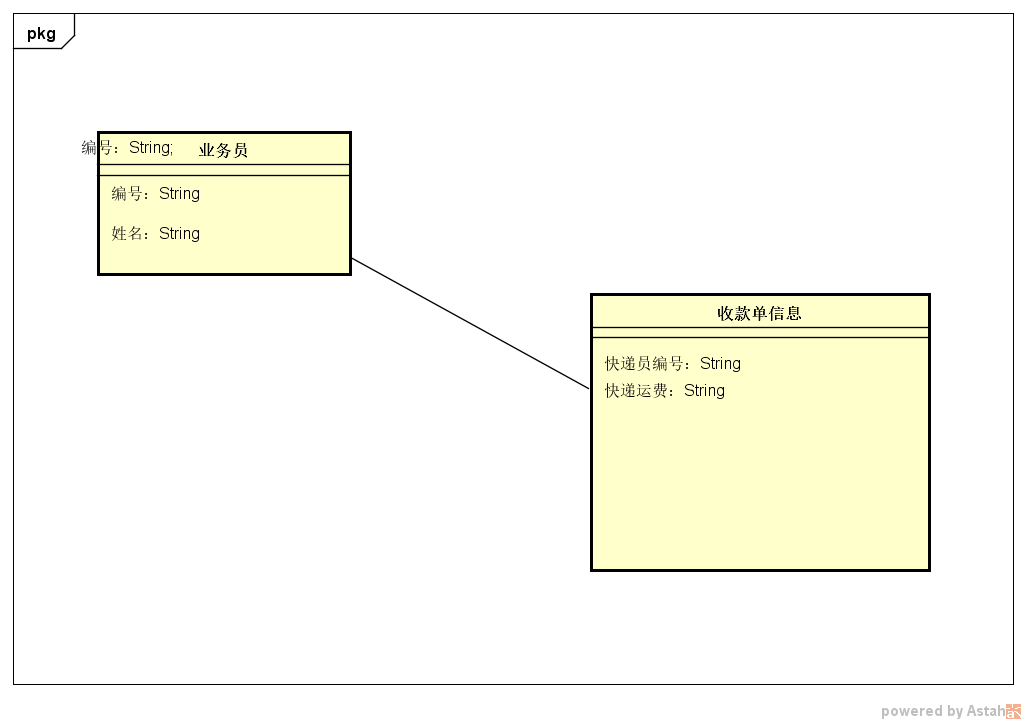 pkg
编号：String;
业务员
编号：String
姓名：String
收款单信息
快递员编号：String
快递运费：String
powered by Astah